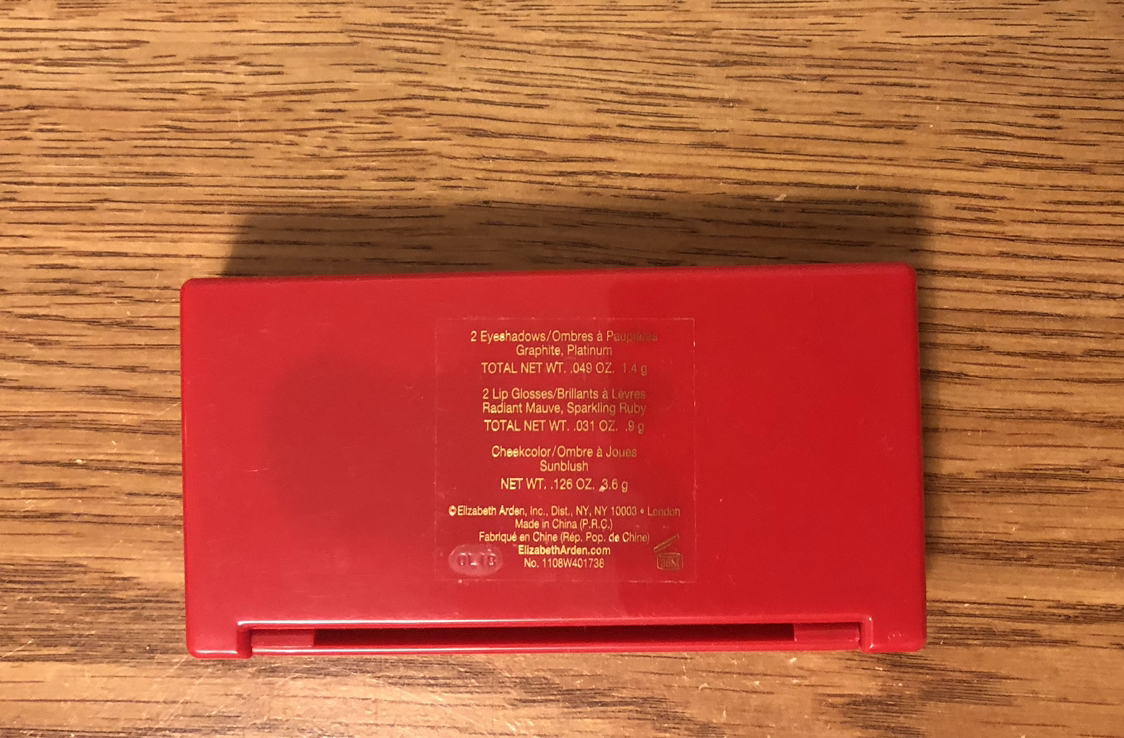 2 Eyeshadows/Ombres à Paupières
Graphite, Platinum
TOTAL NET WT. .049 OZ. 1.4 g
2 Lip Glosses/Brillants à Lèvres
Radiant Mauve, Sparkling Ruby
TOTAL NET WT. .031 OZ. .9 g
Cheekcolor/Ombre à Joues
Sunblush
NET WT. .126 OZ. 3.6 g
©Elizabeth Arden, Inc., Dist., NY, NY 10003 • London
Made in China (P.R.C.)
Fabriqué en Chine (Rép. Pop. de Chine)
ElizabethArden.com
No. 1108W401738